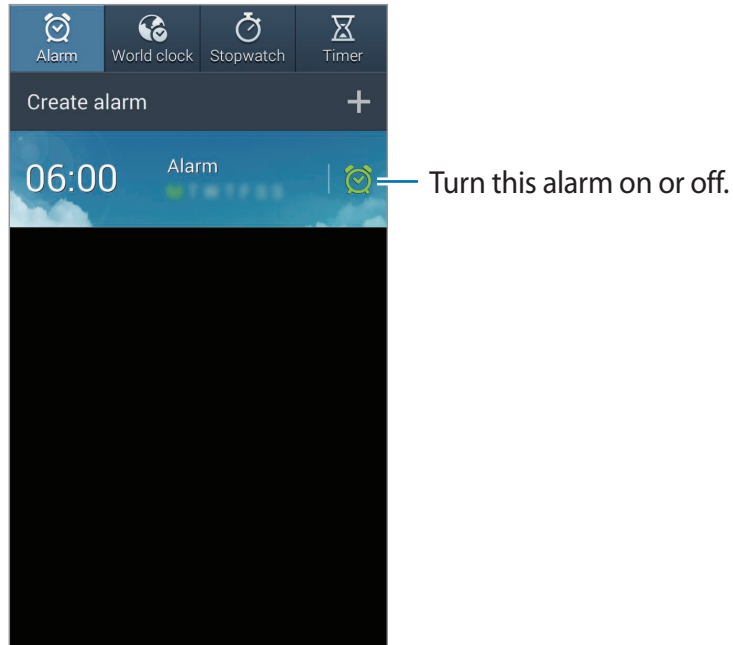 Alarm World clock Stopwatch Timer
Create alarm
06:00 Alarm
Turn this alarm on or off.